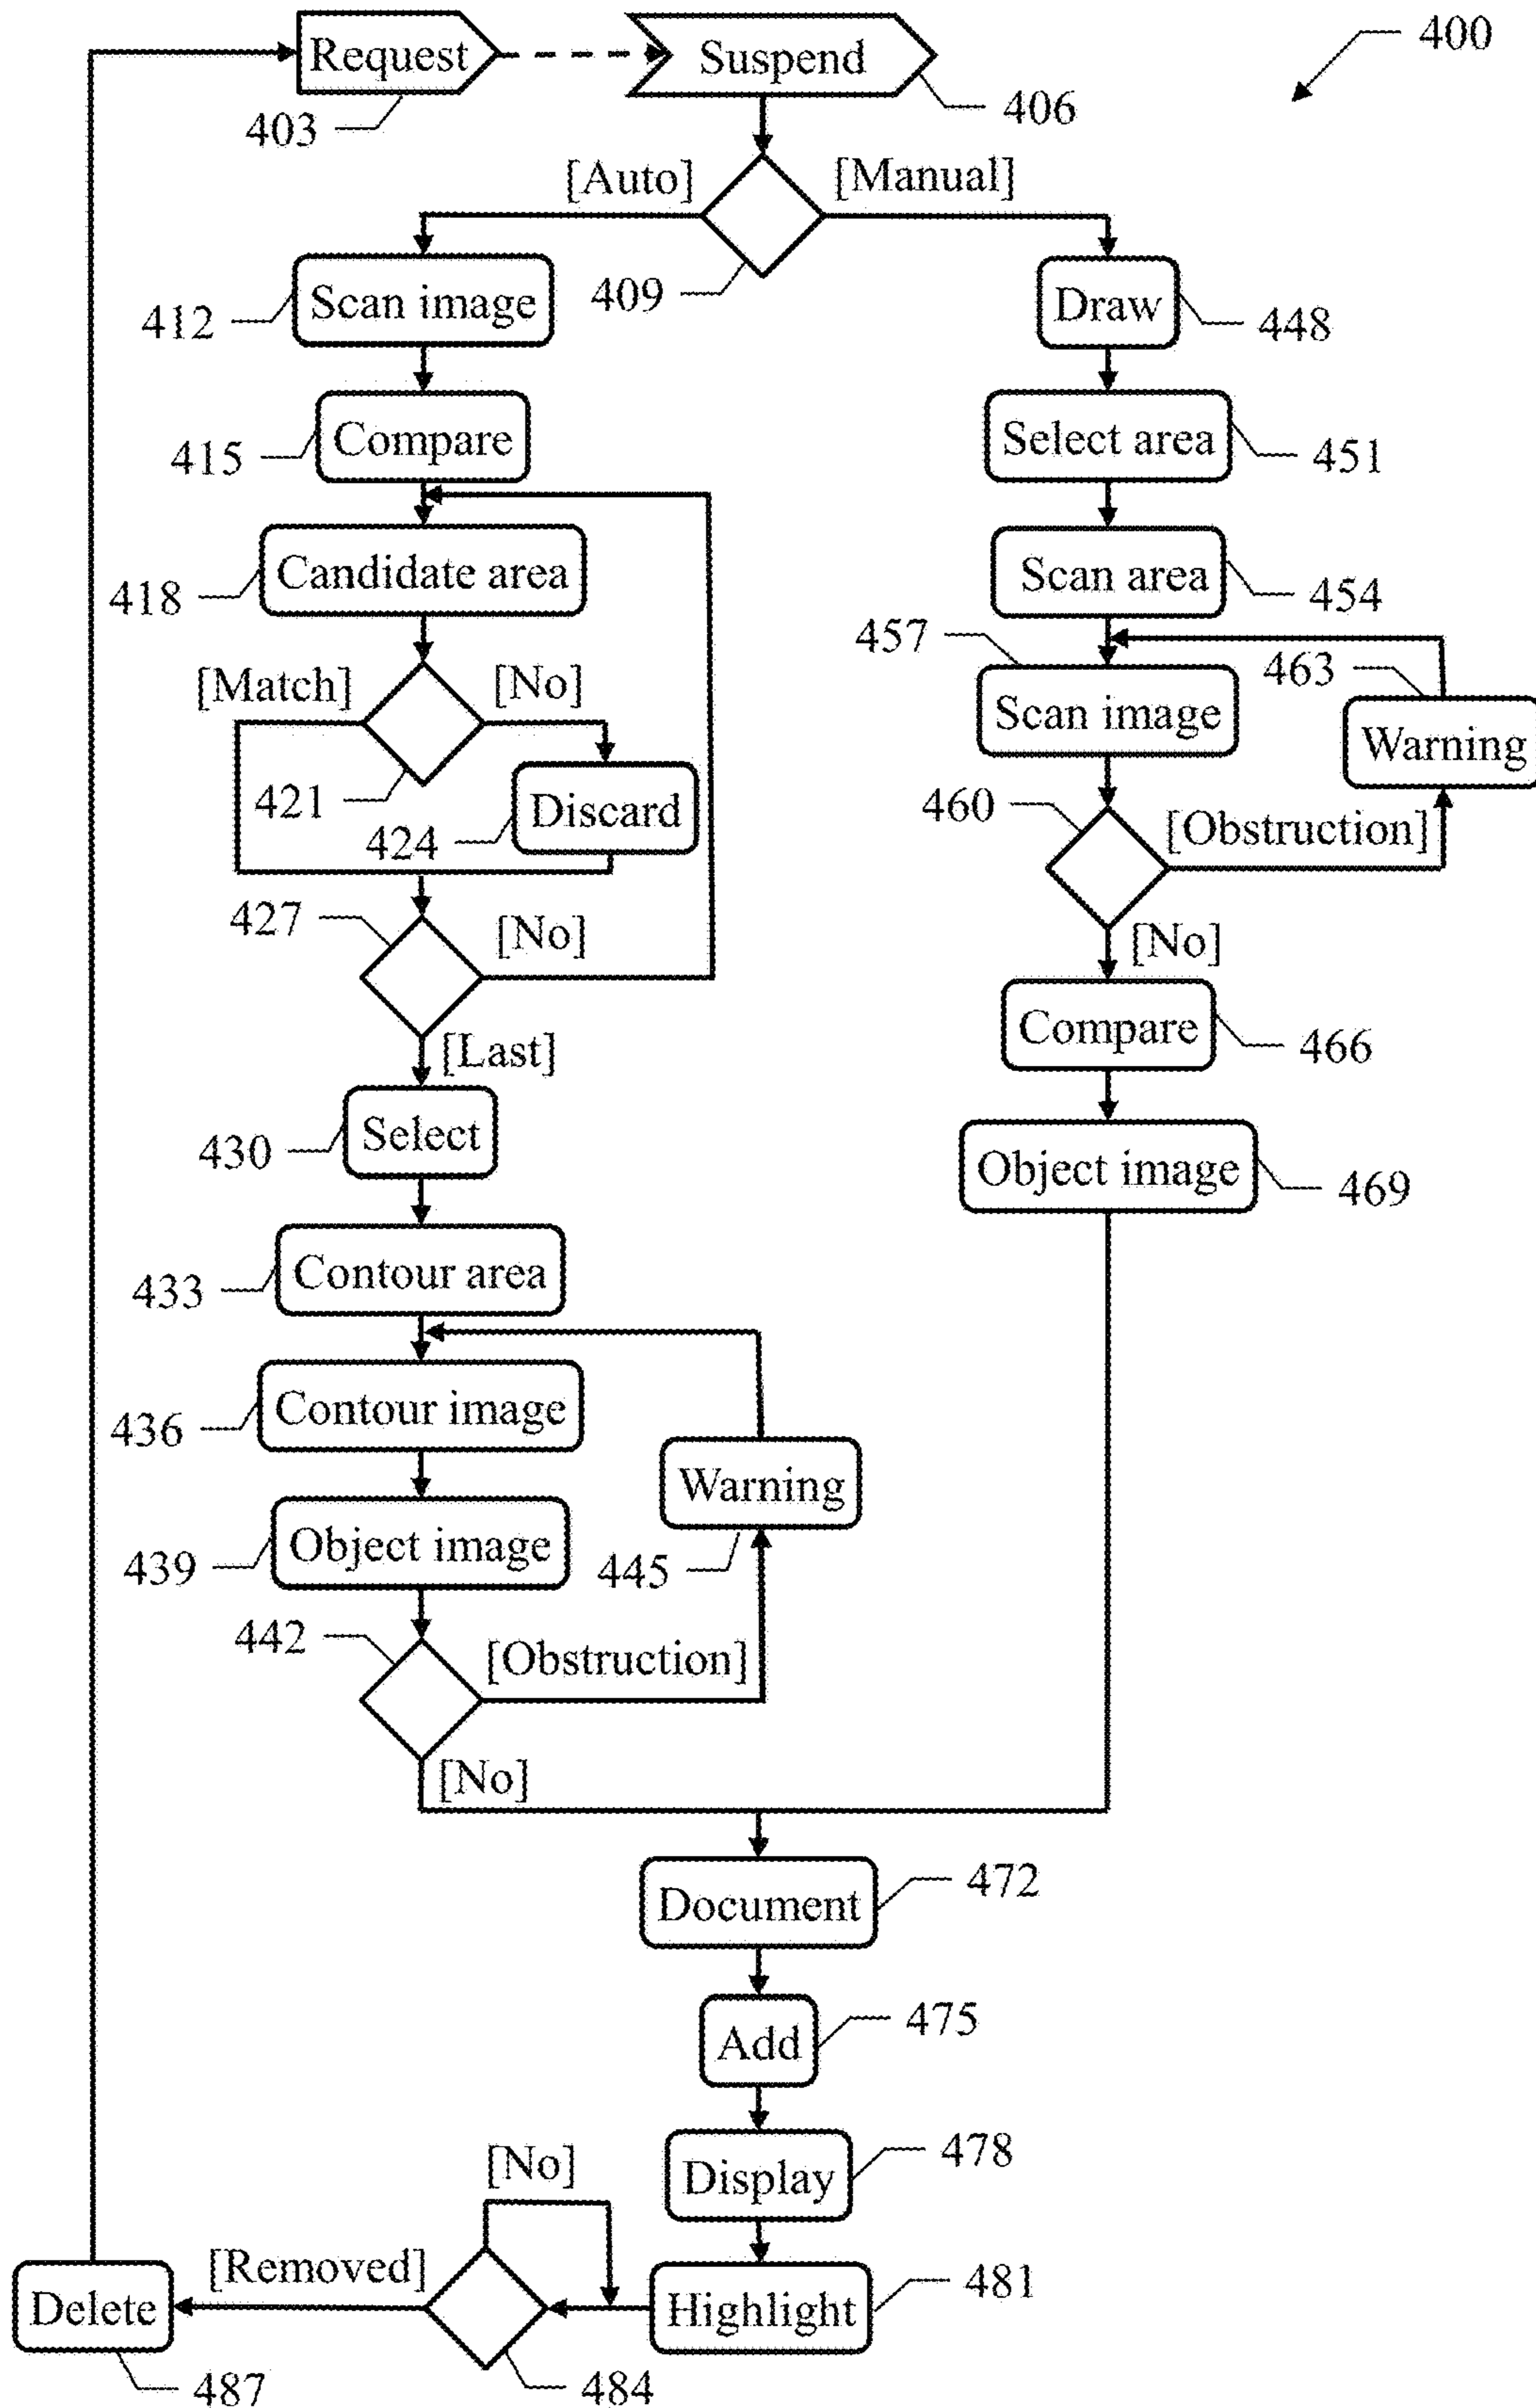 Request
Suspend
400
403
406
[Auto]
[Manual]
409
Scan image
412
Draw
448
Compare
415
Select area
451
Candidate area
418
Scan area
454
457
463
[Match]
[No]
Scan image
Warning
421
Discard
424
460
[Obstruction]
427
[No]
[No]
[Last]
Compare
466
Select
430
Object image
469
Contour area
433
Contour image
436
Warning
445
Object image
439
442
[Obstruction]
[No]
Document
472
Add
475
Display
478
[No]
[Removed]
Highlight
481
Delete
487
484